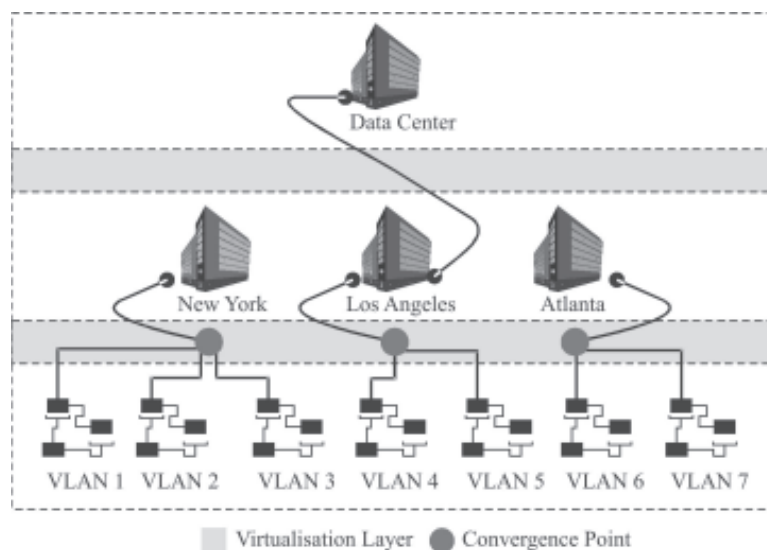 Data Center
New York
Los Angeles
Atlanta
VLAN 1
VLAN 2
VLAN 3
VLAN 4
VLAN 5
VLAN 6
VLAN 7
Virtualisation Layer
Convergence Point